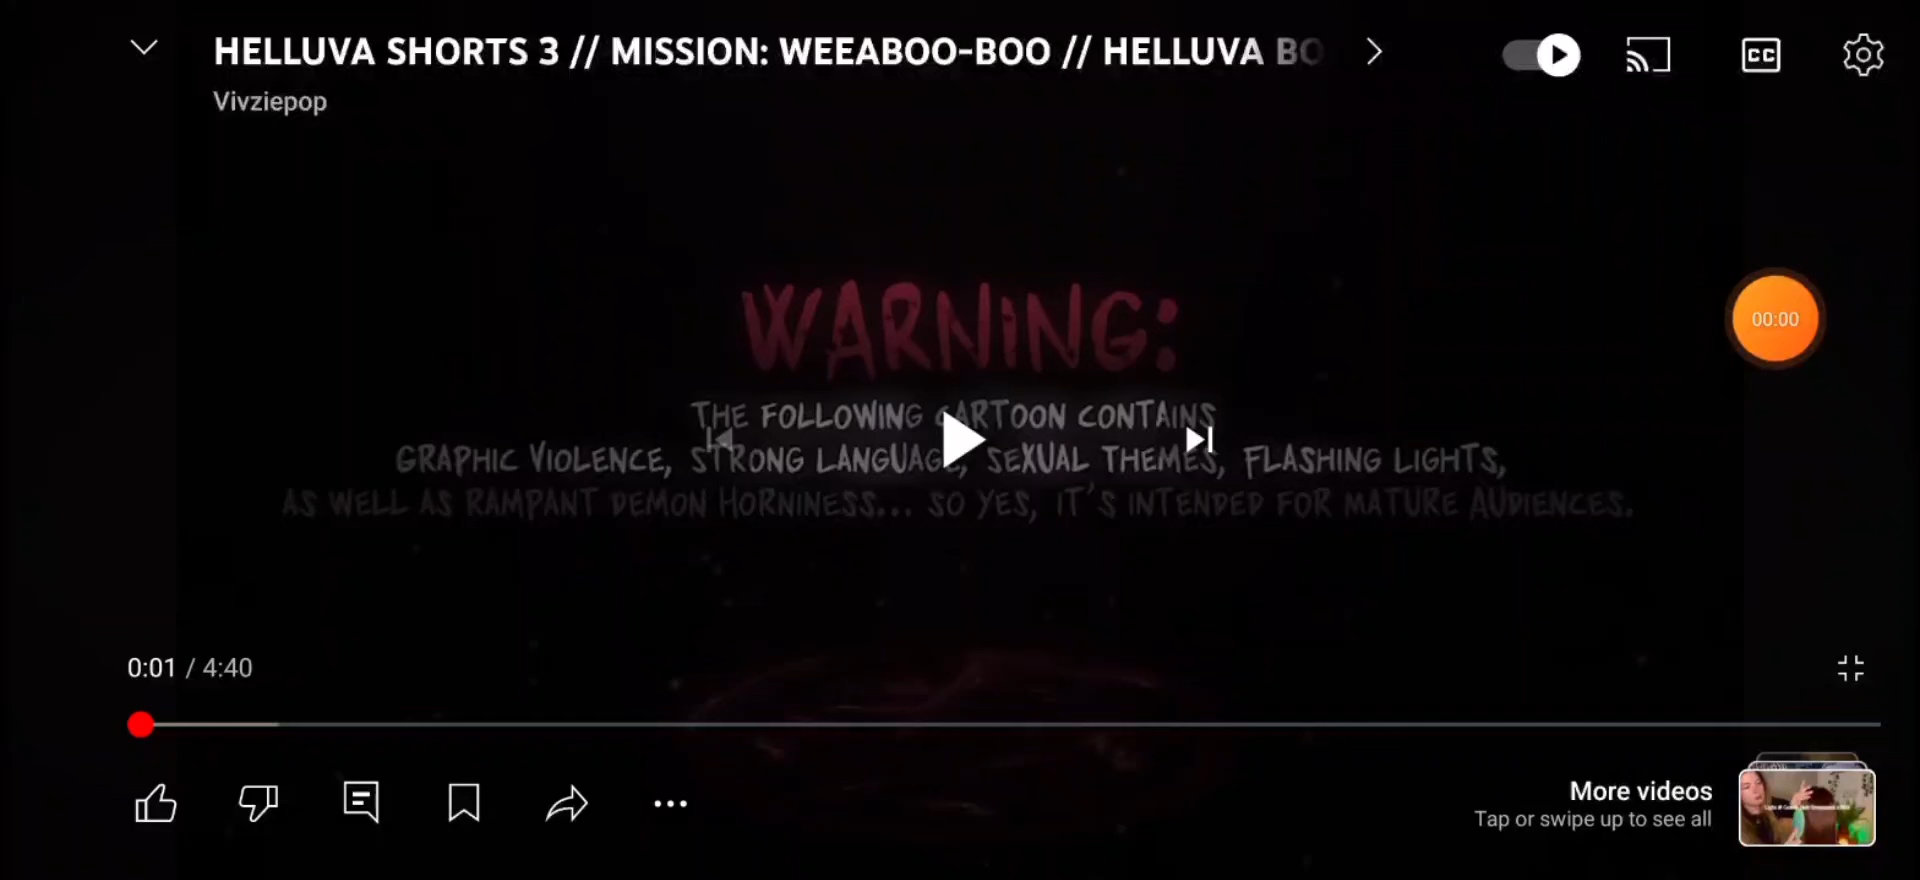 HELLUVA SHORTS 3 // MISSION: WEEABOO-BOO // HELLUVA BO
CC
Vivziepop
WARNING:
00:00
THE FOLLOWING CARTOON CONTAINS
GRAPHIC VIOLENCE, STRONG LANGUAGE, SEXUAL THEMES, FLASHING LIGHTS,
AS WELL AS RAMPANT DEMON HORNINESS... SO YES, IT'S INTENDED FOR MATURE AUDIENCES.
0:01 / 4:40
More videos
Tap or swipe up to see all